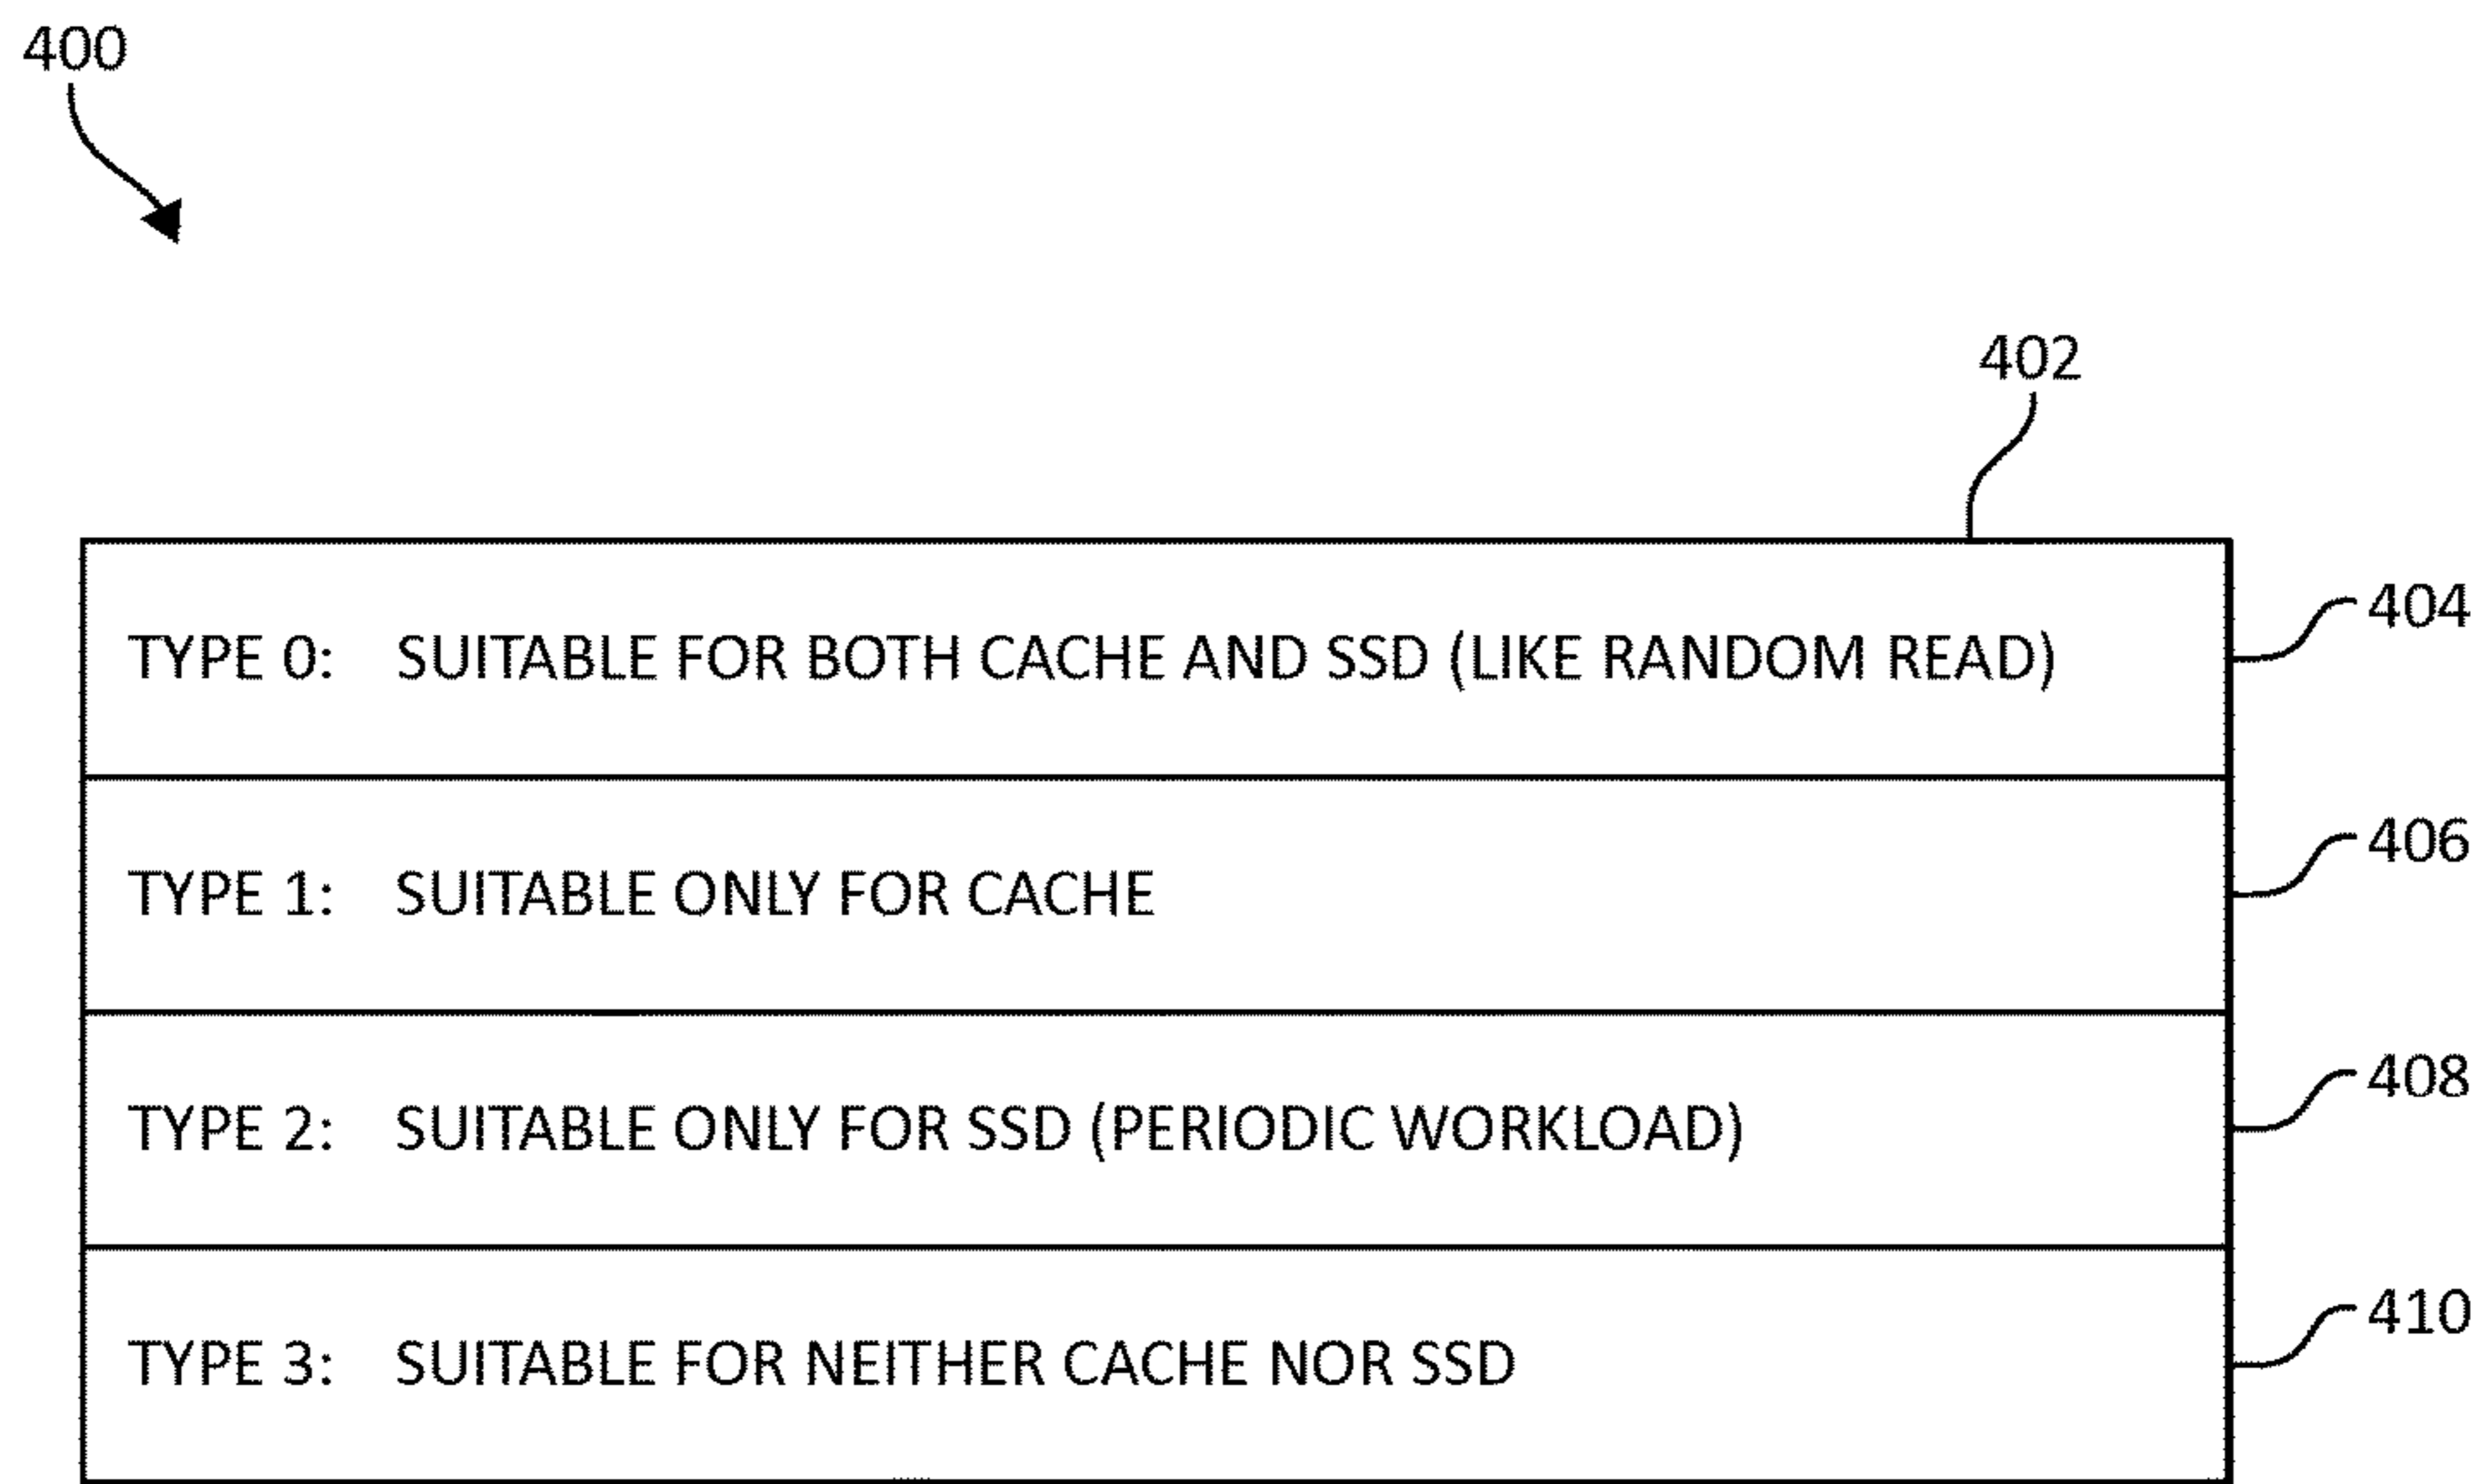 400
402
TYPE 0: SUITABLE FOR BOTH CACHE AND SSD (LIKE RANDOM READ)
404
TYPE 1: SUITABLE ONLY FOR CACHE
406
TYPE 2: SUITABLE ONLY FOR SSD (PERIODIC WORKLOAD)
408
TYPE 3: SUITABLE FOR NEITHER CACHE NOR SSD
410